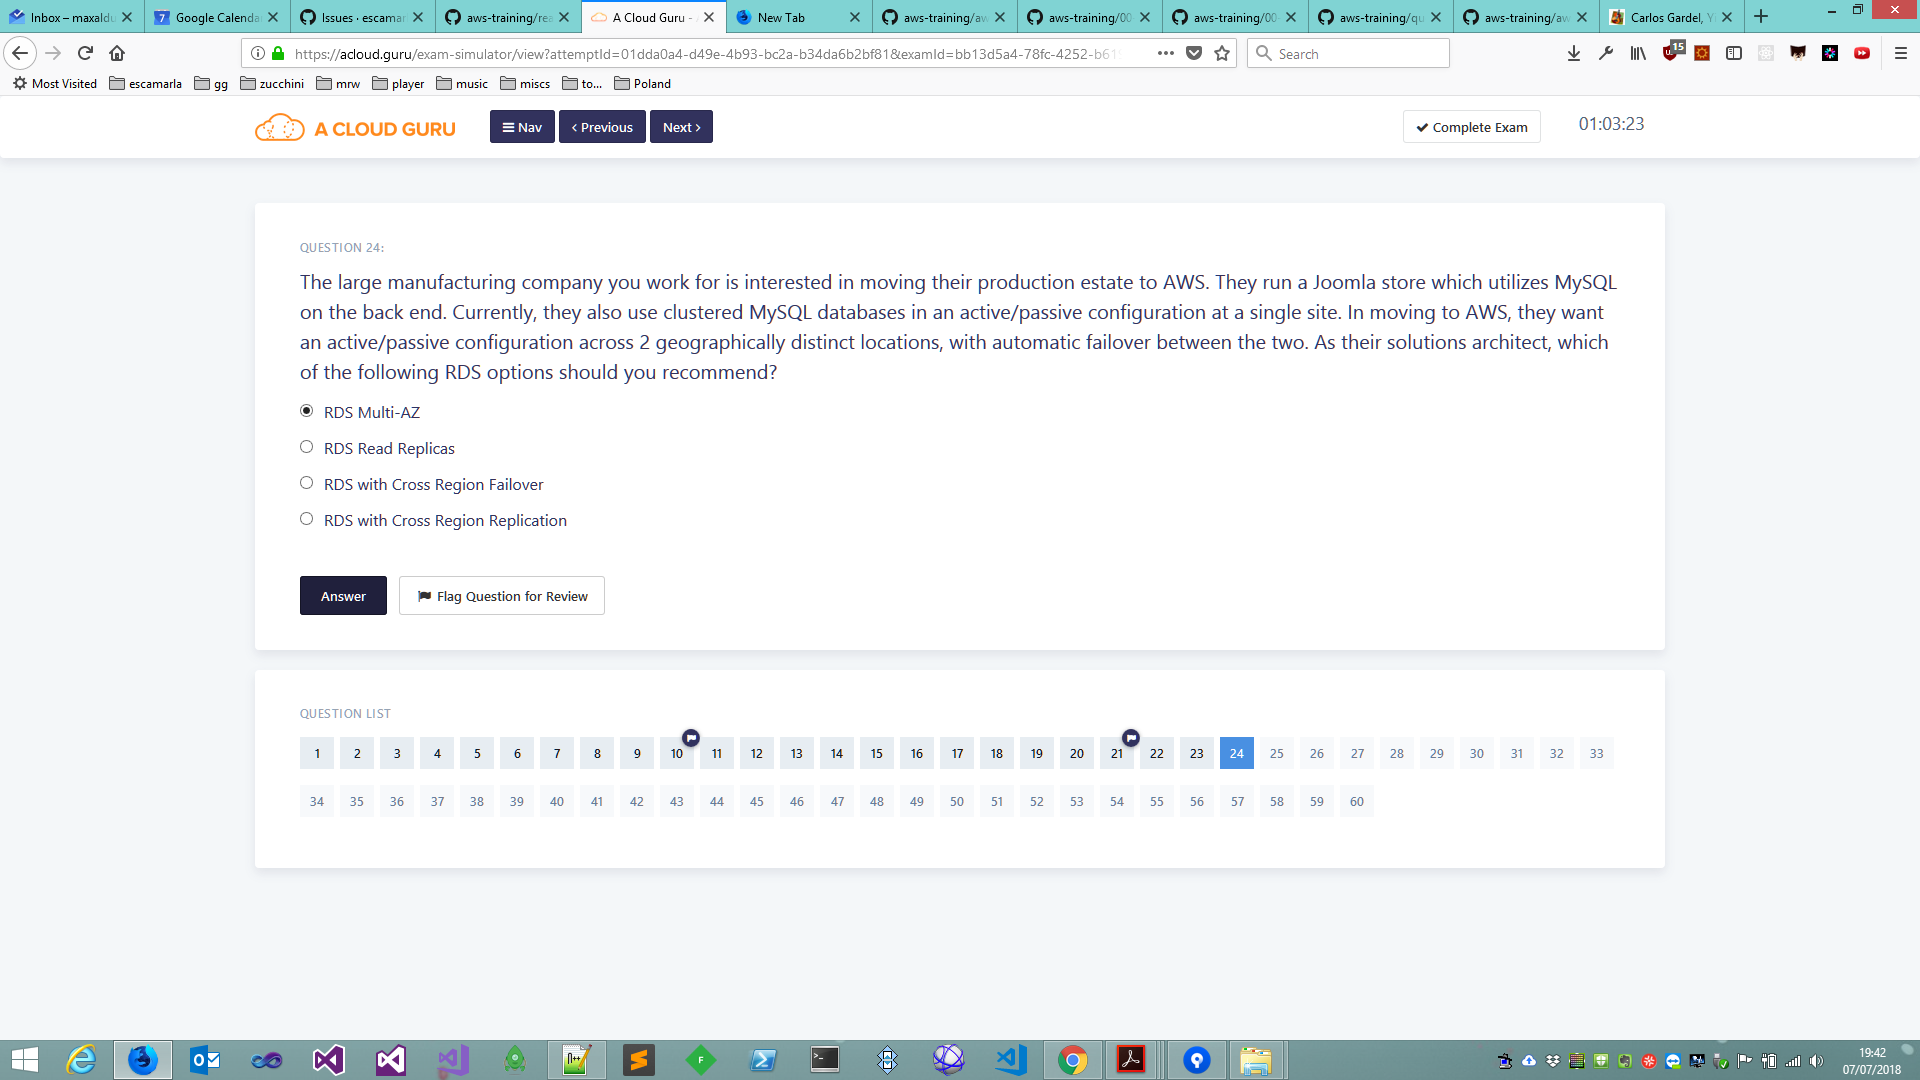 Inbox – maxaldu
Google Calenda
Issues · escamar
aws-training/rea
A Cloud Guru - A
New Tab
aws-training/aw
aws-training/00
aws-training/00
aws-training/qu
aws-training/aw
Carlos Gardel, Yi
https://acloud.guru/exam-simulator/view?attemptId=01dda0a4-d49e-4b93-bc2a-b34da6b2bf81&examId=bb13d5a4-78fc-4252-b61
Search
15
Most Visited escamarla gg zucchini mrw player music miscs to... Poland
A CLOUD GURU
Nav
‹ Previous
Next ›
Complete Exam
01:03:23
QUESTION 24:
The large manufacturing company you work for is interested in moving their production estate to AWS. They run a Joomla store which utilizes MySQL
on the back end. Currently, they also use clustered MySQL databases in an active/passive configuration at a single site. In moving to AWS, they want
an active/passive configuration across 2 geographically distinct locations, with automatic failover between the two. As their solutions architect, which
of the following RDS options should you recommend?
RDS Multi-AZ
RDS Read Replicas
RDS with Cross Region Failover
RDS with Cross Region Replication
Answer
Flag Question for Review
QUESTION LIST
1 2 3 4 5 6 7 8 9 10 11 12 13 14 15 16 17 18 19 20 21 22 23 24 25 26 27 28 29 30 31 32 33
34 35 36 37 38 39 40 41 42 43 44 45 46 47 48 49 50 51 52 53 54 55 56 57 58 59 60
19:42
07/07/2018